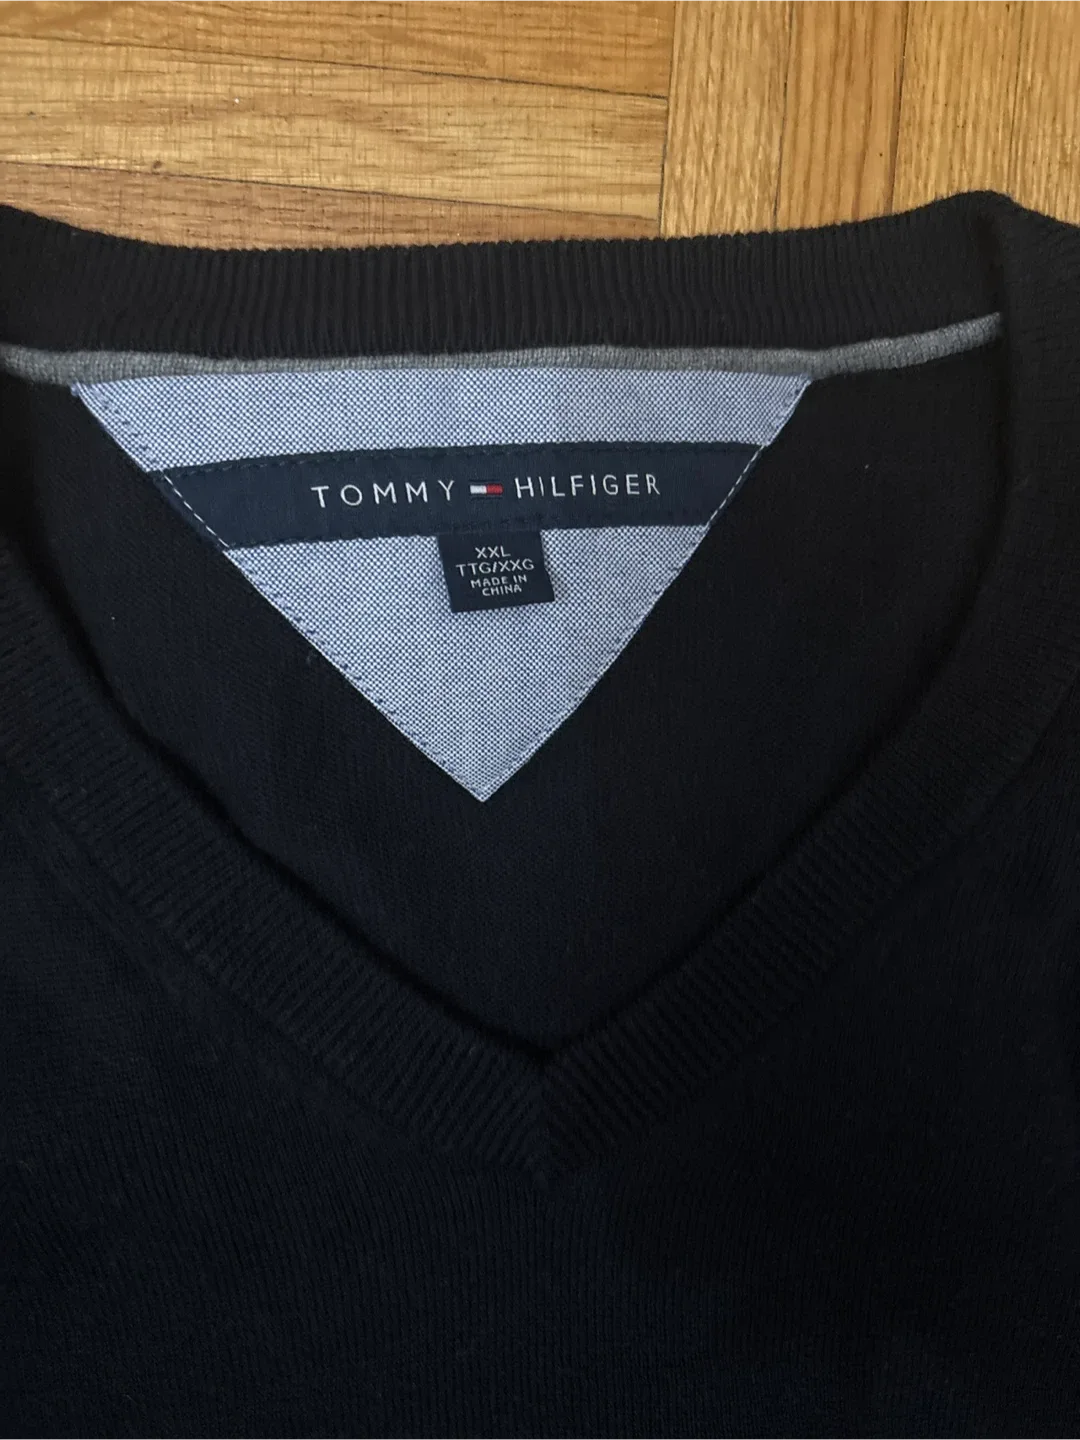 TOMMY HILFIGER
XXL
TTG/XXG
MADE IN
CHINA